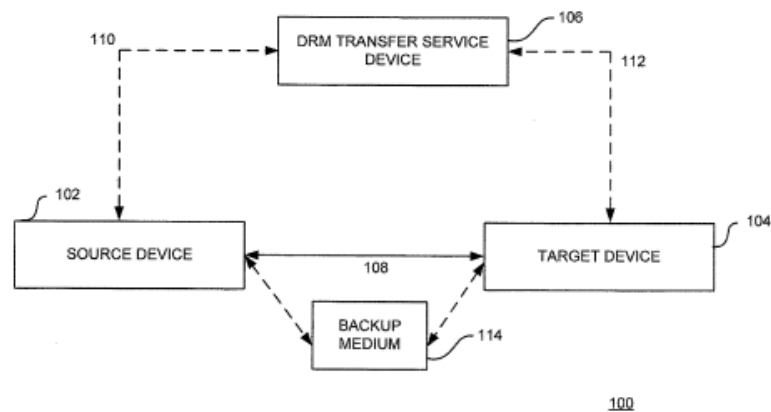 106
DRM TRANSFER SERVICE
DEVICE
110
112
102
SOURCE DEVICE
104
TARGET DEVICE
108
BACKUP
MEDIUM
114
100